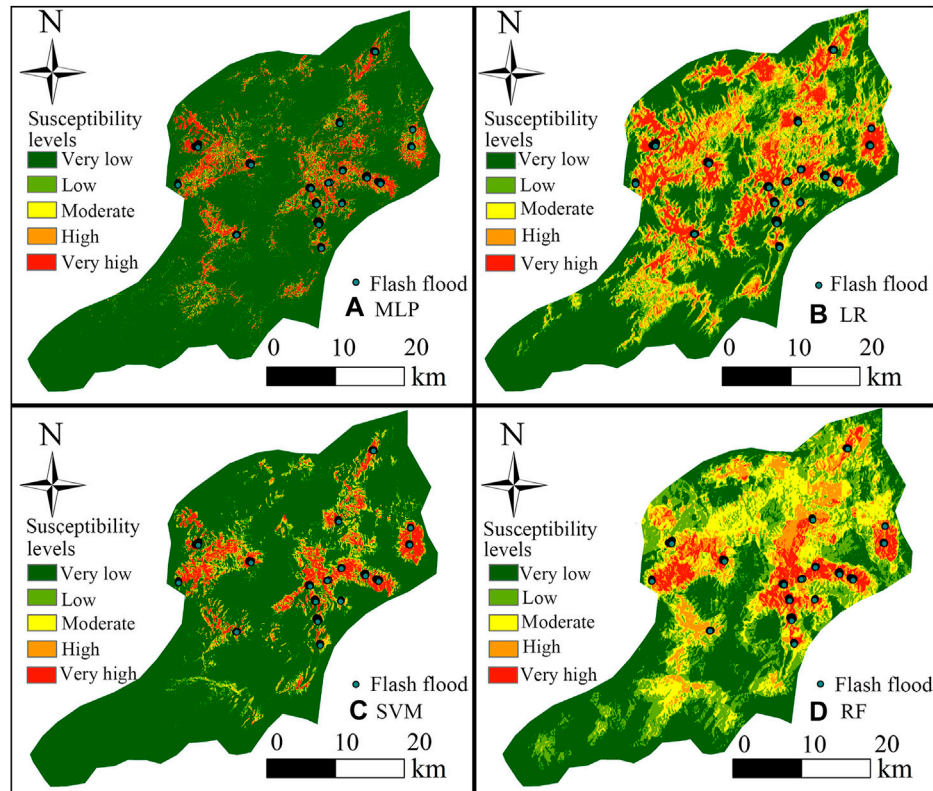 N
Susceptibility
levels
Very low
Low
Moderate
High
Very high
Flash flood
A MLP
0 10 20
km
N
Susceptibility
levels
Very low
Low
Moderate
High
Very high
Flash flood
B LR
0 10 20
km
N
Susceptibility
levels
Very low
Low
Moderate
High
Very high
Flash flood
C SVM
0 10 20
km
N
Susceptibility
levels
Very low
Low
Moderate
High
Very high
Flash flood
D RF
0 10 20
km